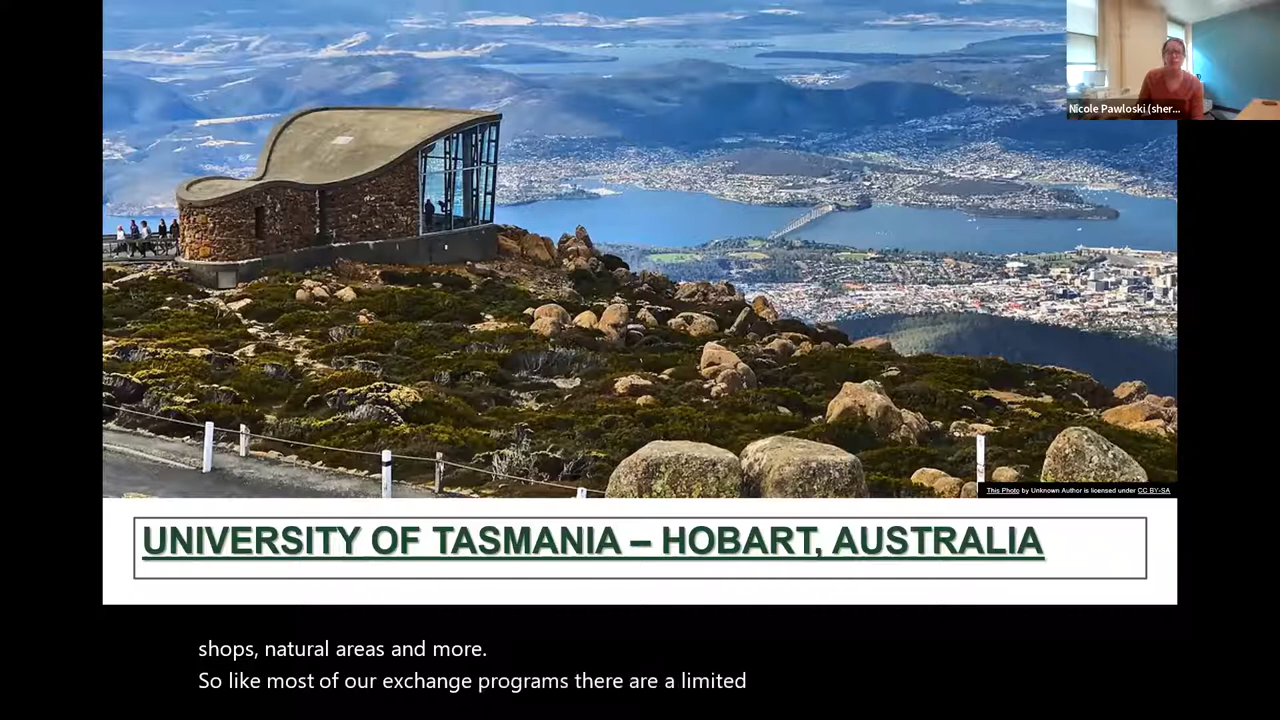 Nicole Pawloski (sher...
This Photo by Unknown Author is licensed under CC BY-SA
UNIVERSITY OF TASMANIA – HOBART, AUSTRALIA
shops, natural areas and more.
So like most of our exchange programs there are a limited